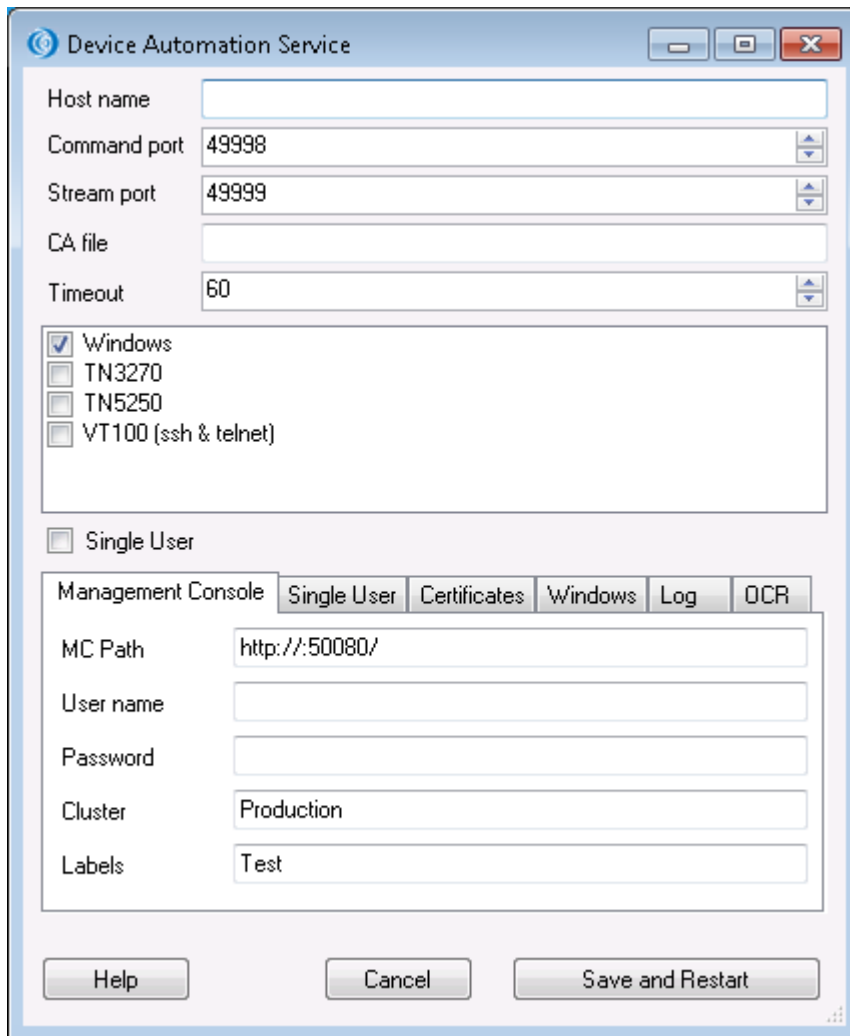 Device Automation Service
Host name
Command port 49998
Stream port 49999
CA file
Timeout 60
Windows
TN3270
TN5250
VT100 (ssh & telnet)
Single User
Management Console Single User Certificates Windows Log OCR
MC Path http://:50080/
User name
Password
Cluster Production
Labels Test
Help Cancel Save and Restart